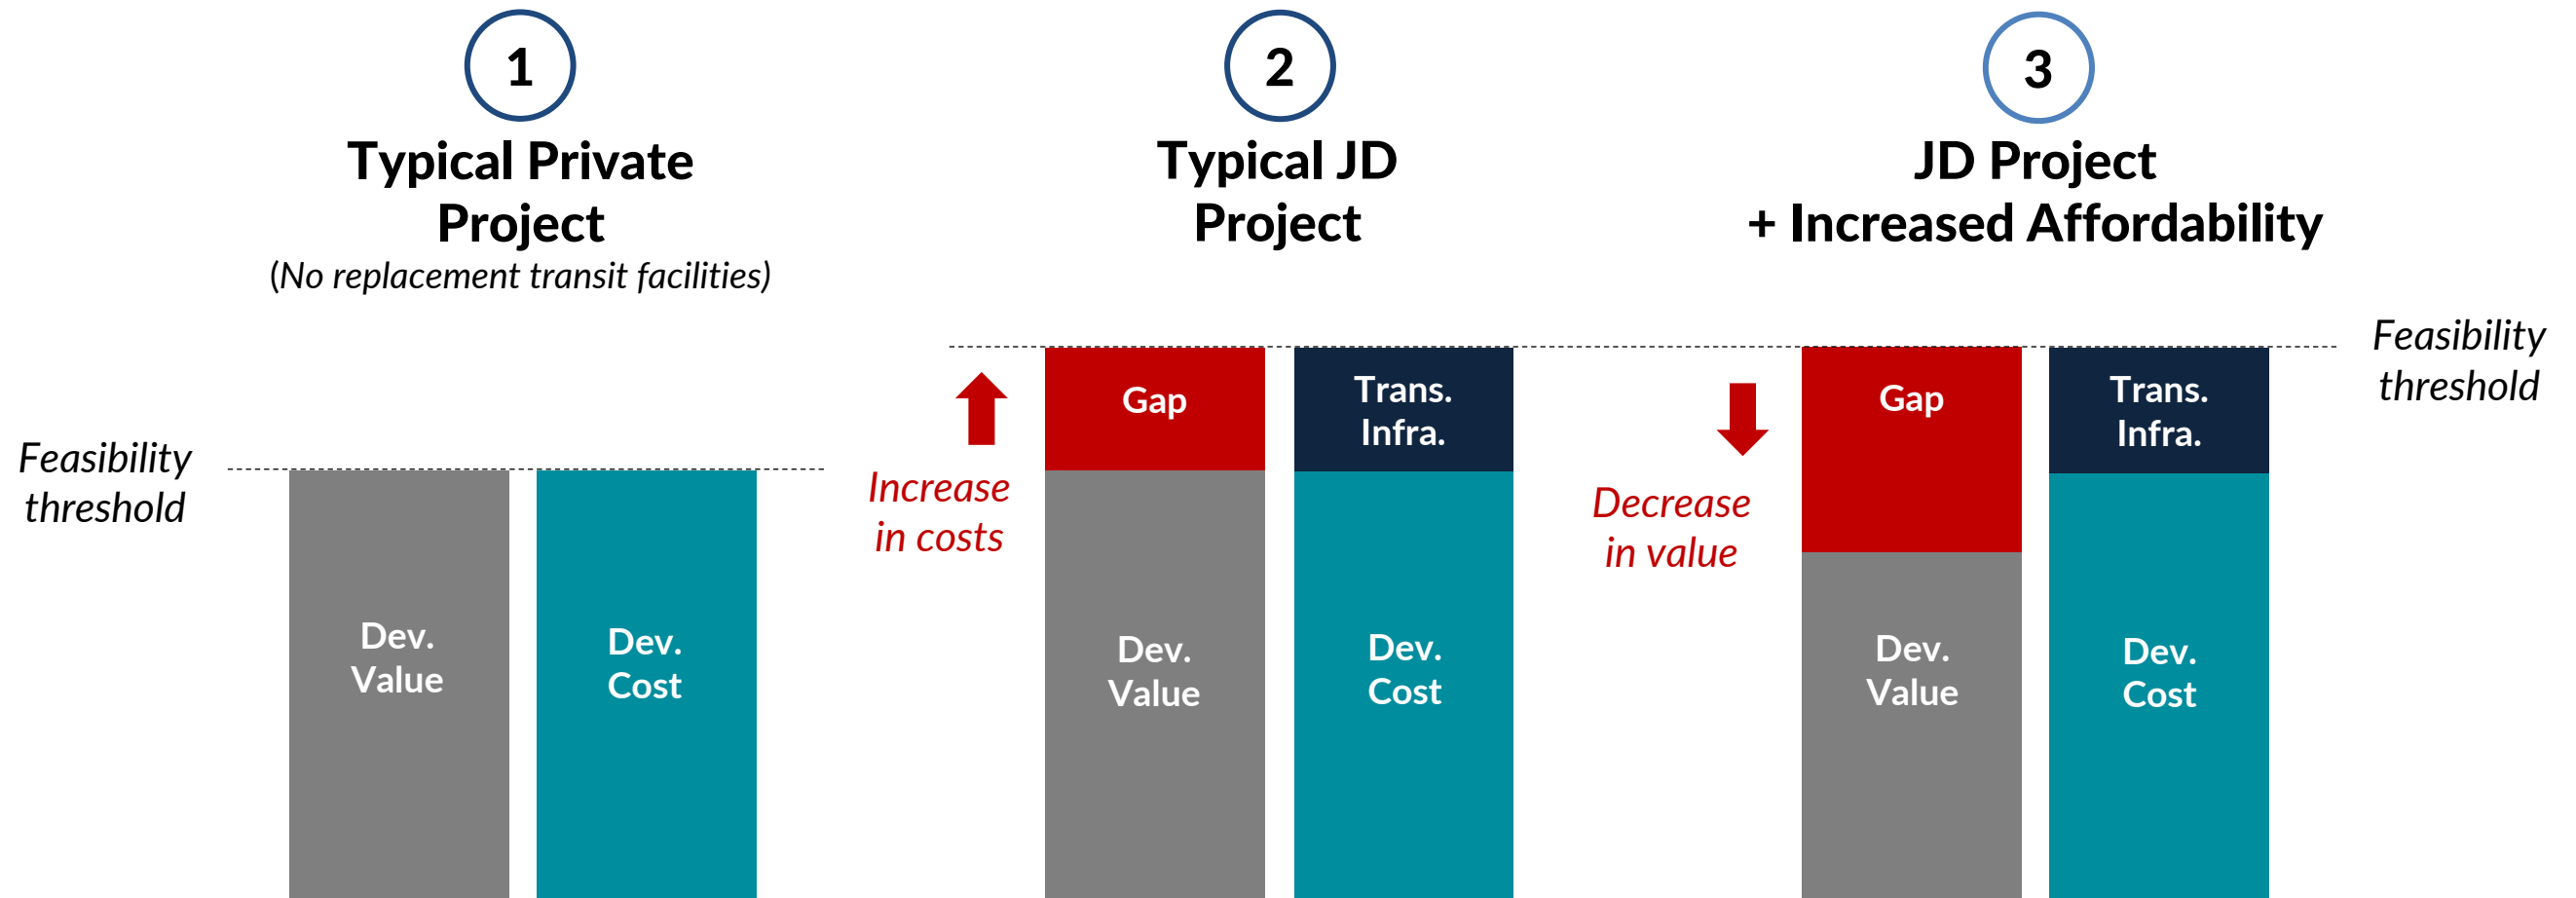 1
Typical Private
Project
(No replacement transit facilities)
2
Typical JD
Project
3
JD Project
+ Increased Affordability
Feasibility
threshold
Dev.
Value
Dev.
Cost
Increase
in costs
Gap
Dev.
Value
Trans.
Infra.
Dev.
Cost
Decrease
in value
Gap
Dev.
Value
Trans.
Infra.
Dev.
Cost
Feasibility
threshold